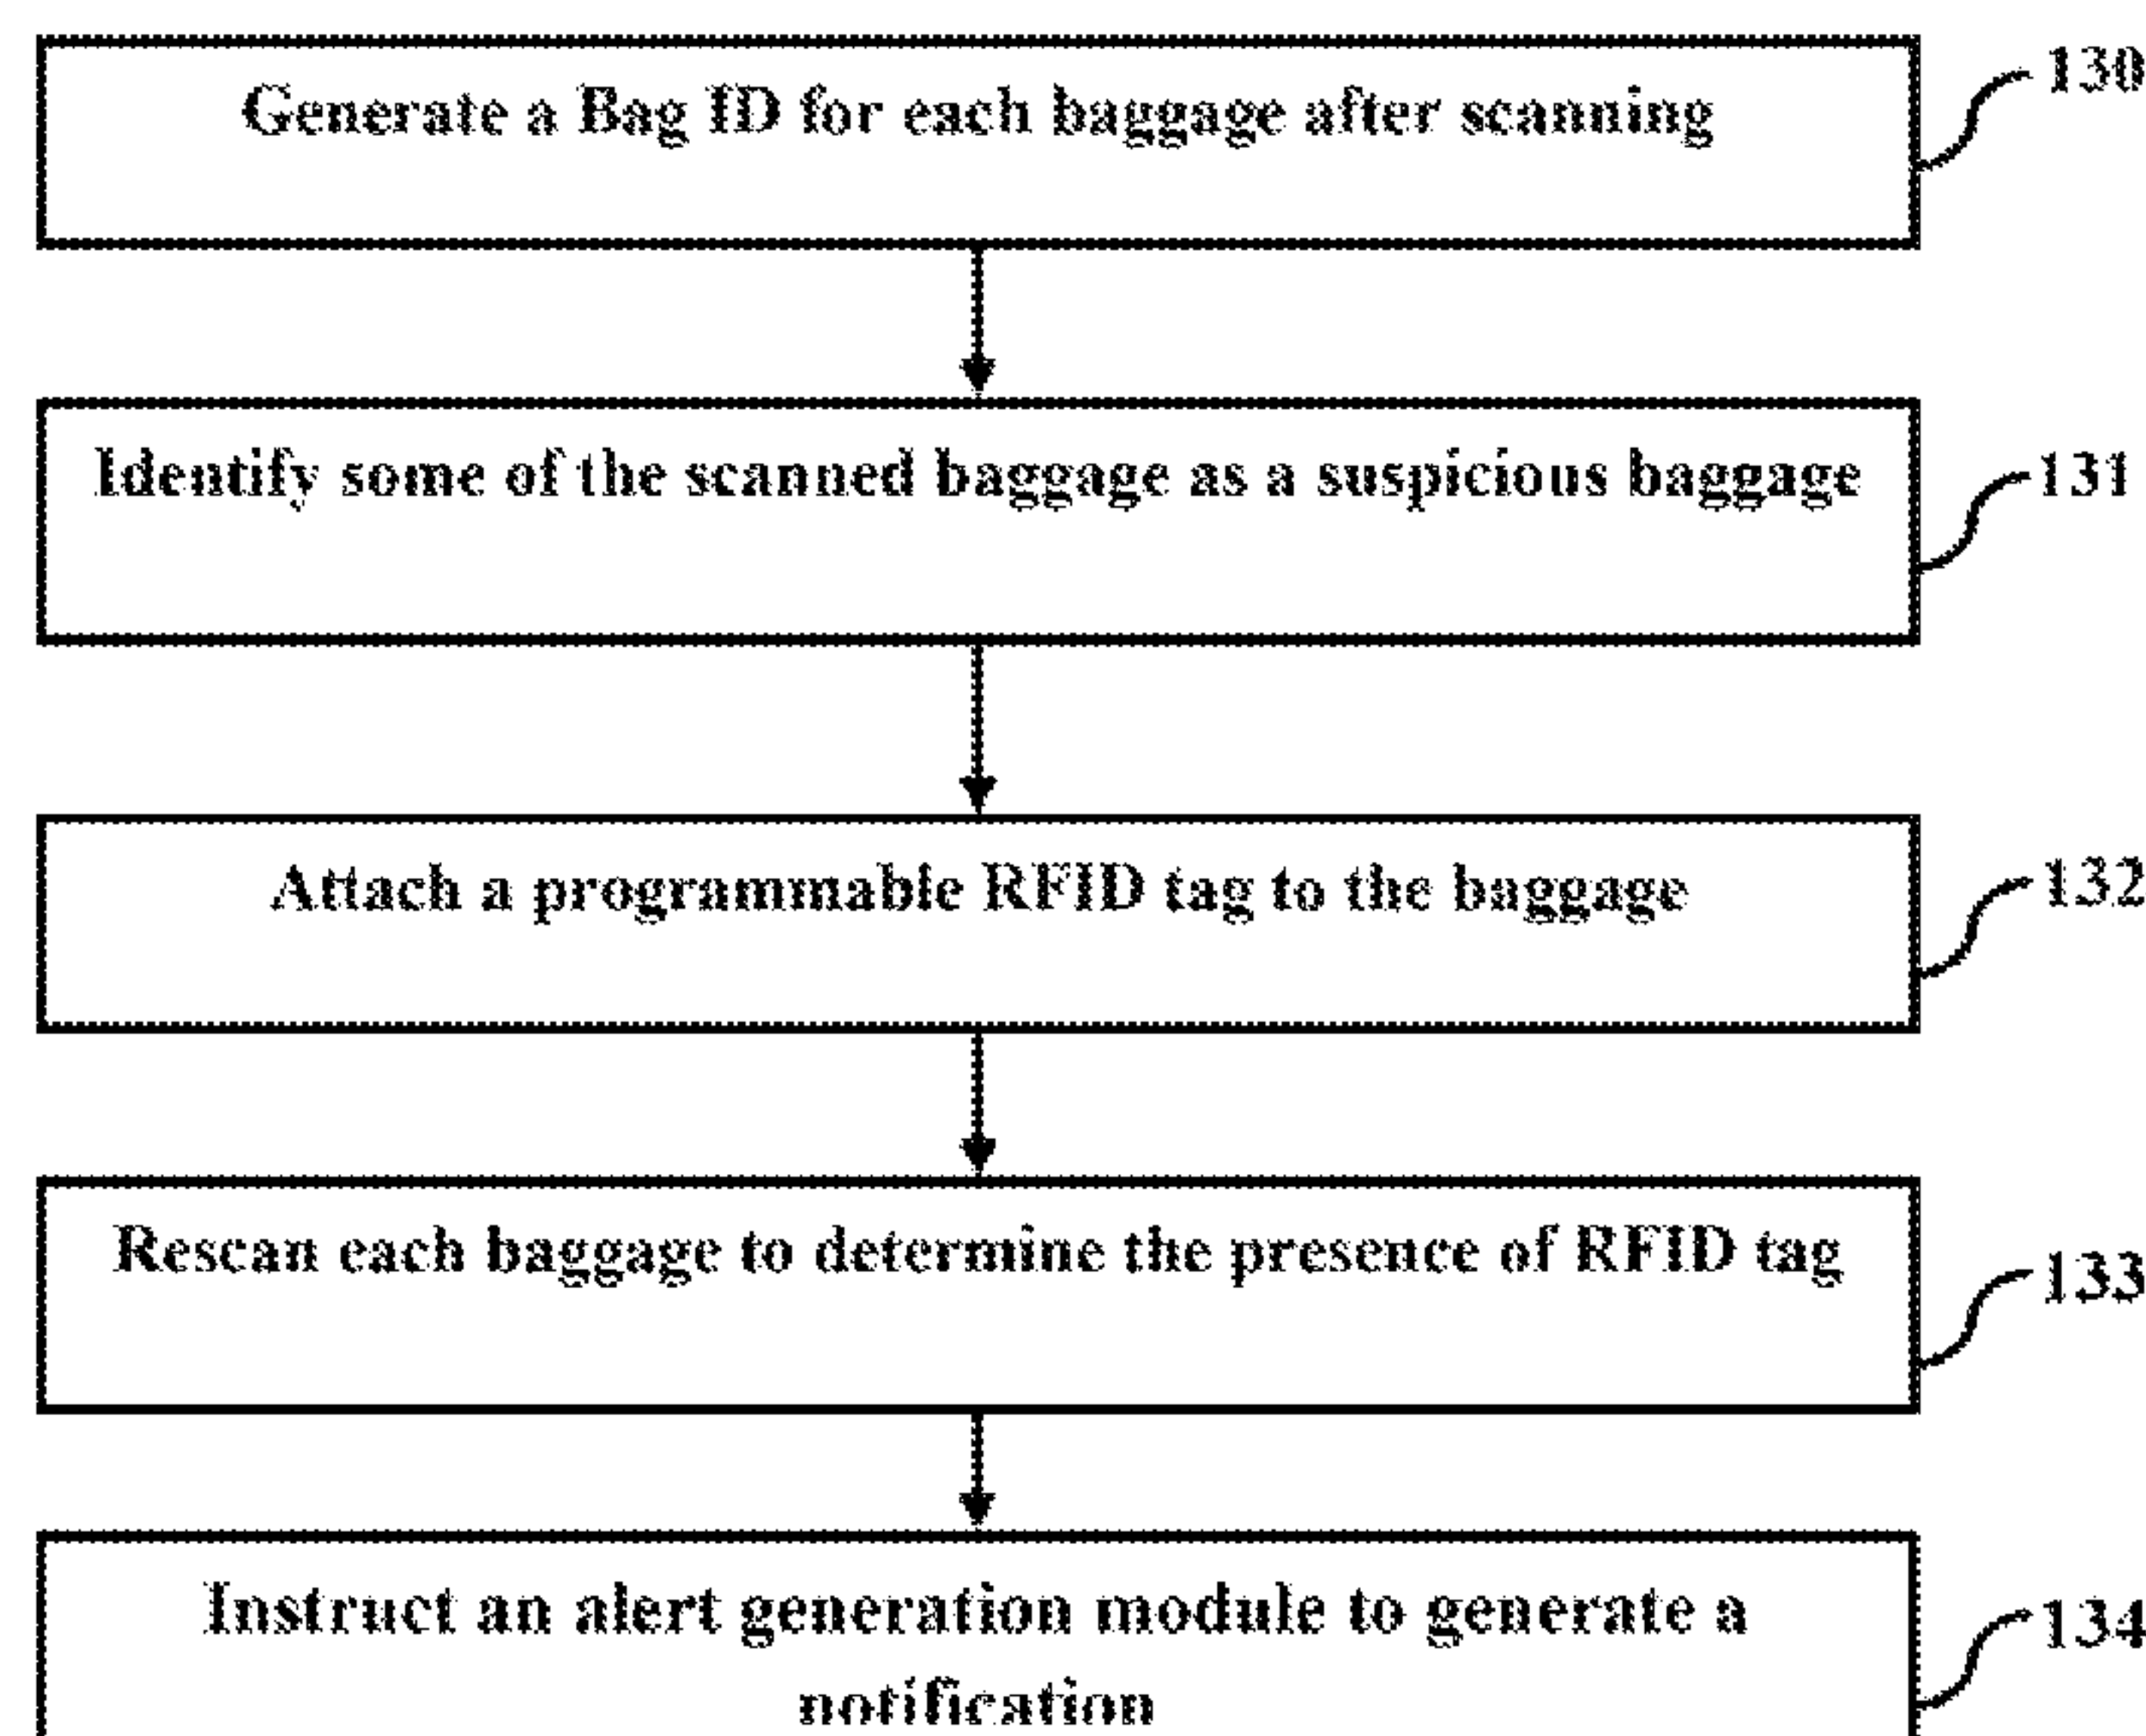 Generate a Bag ID for each baggage after scanning
130
Identify some of the scanned baggage as a suspicious baggage
131
Attach a programmable RFID tag to the baggage
132
Rescan each baggage to determine the presence of RFID tag
133
Instruct an alert generation module to generate a
notification
134